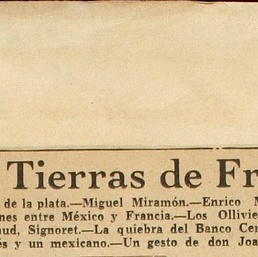 Tierras de Fr
de la plata.—Miguel Miramón.—Enrico M
nes entre México y Francia.—Los Ollivie
ud, Signoret.—La quiebra del Banco Cen
és y un mexicano.—Un gesto de don Joa